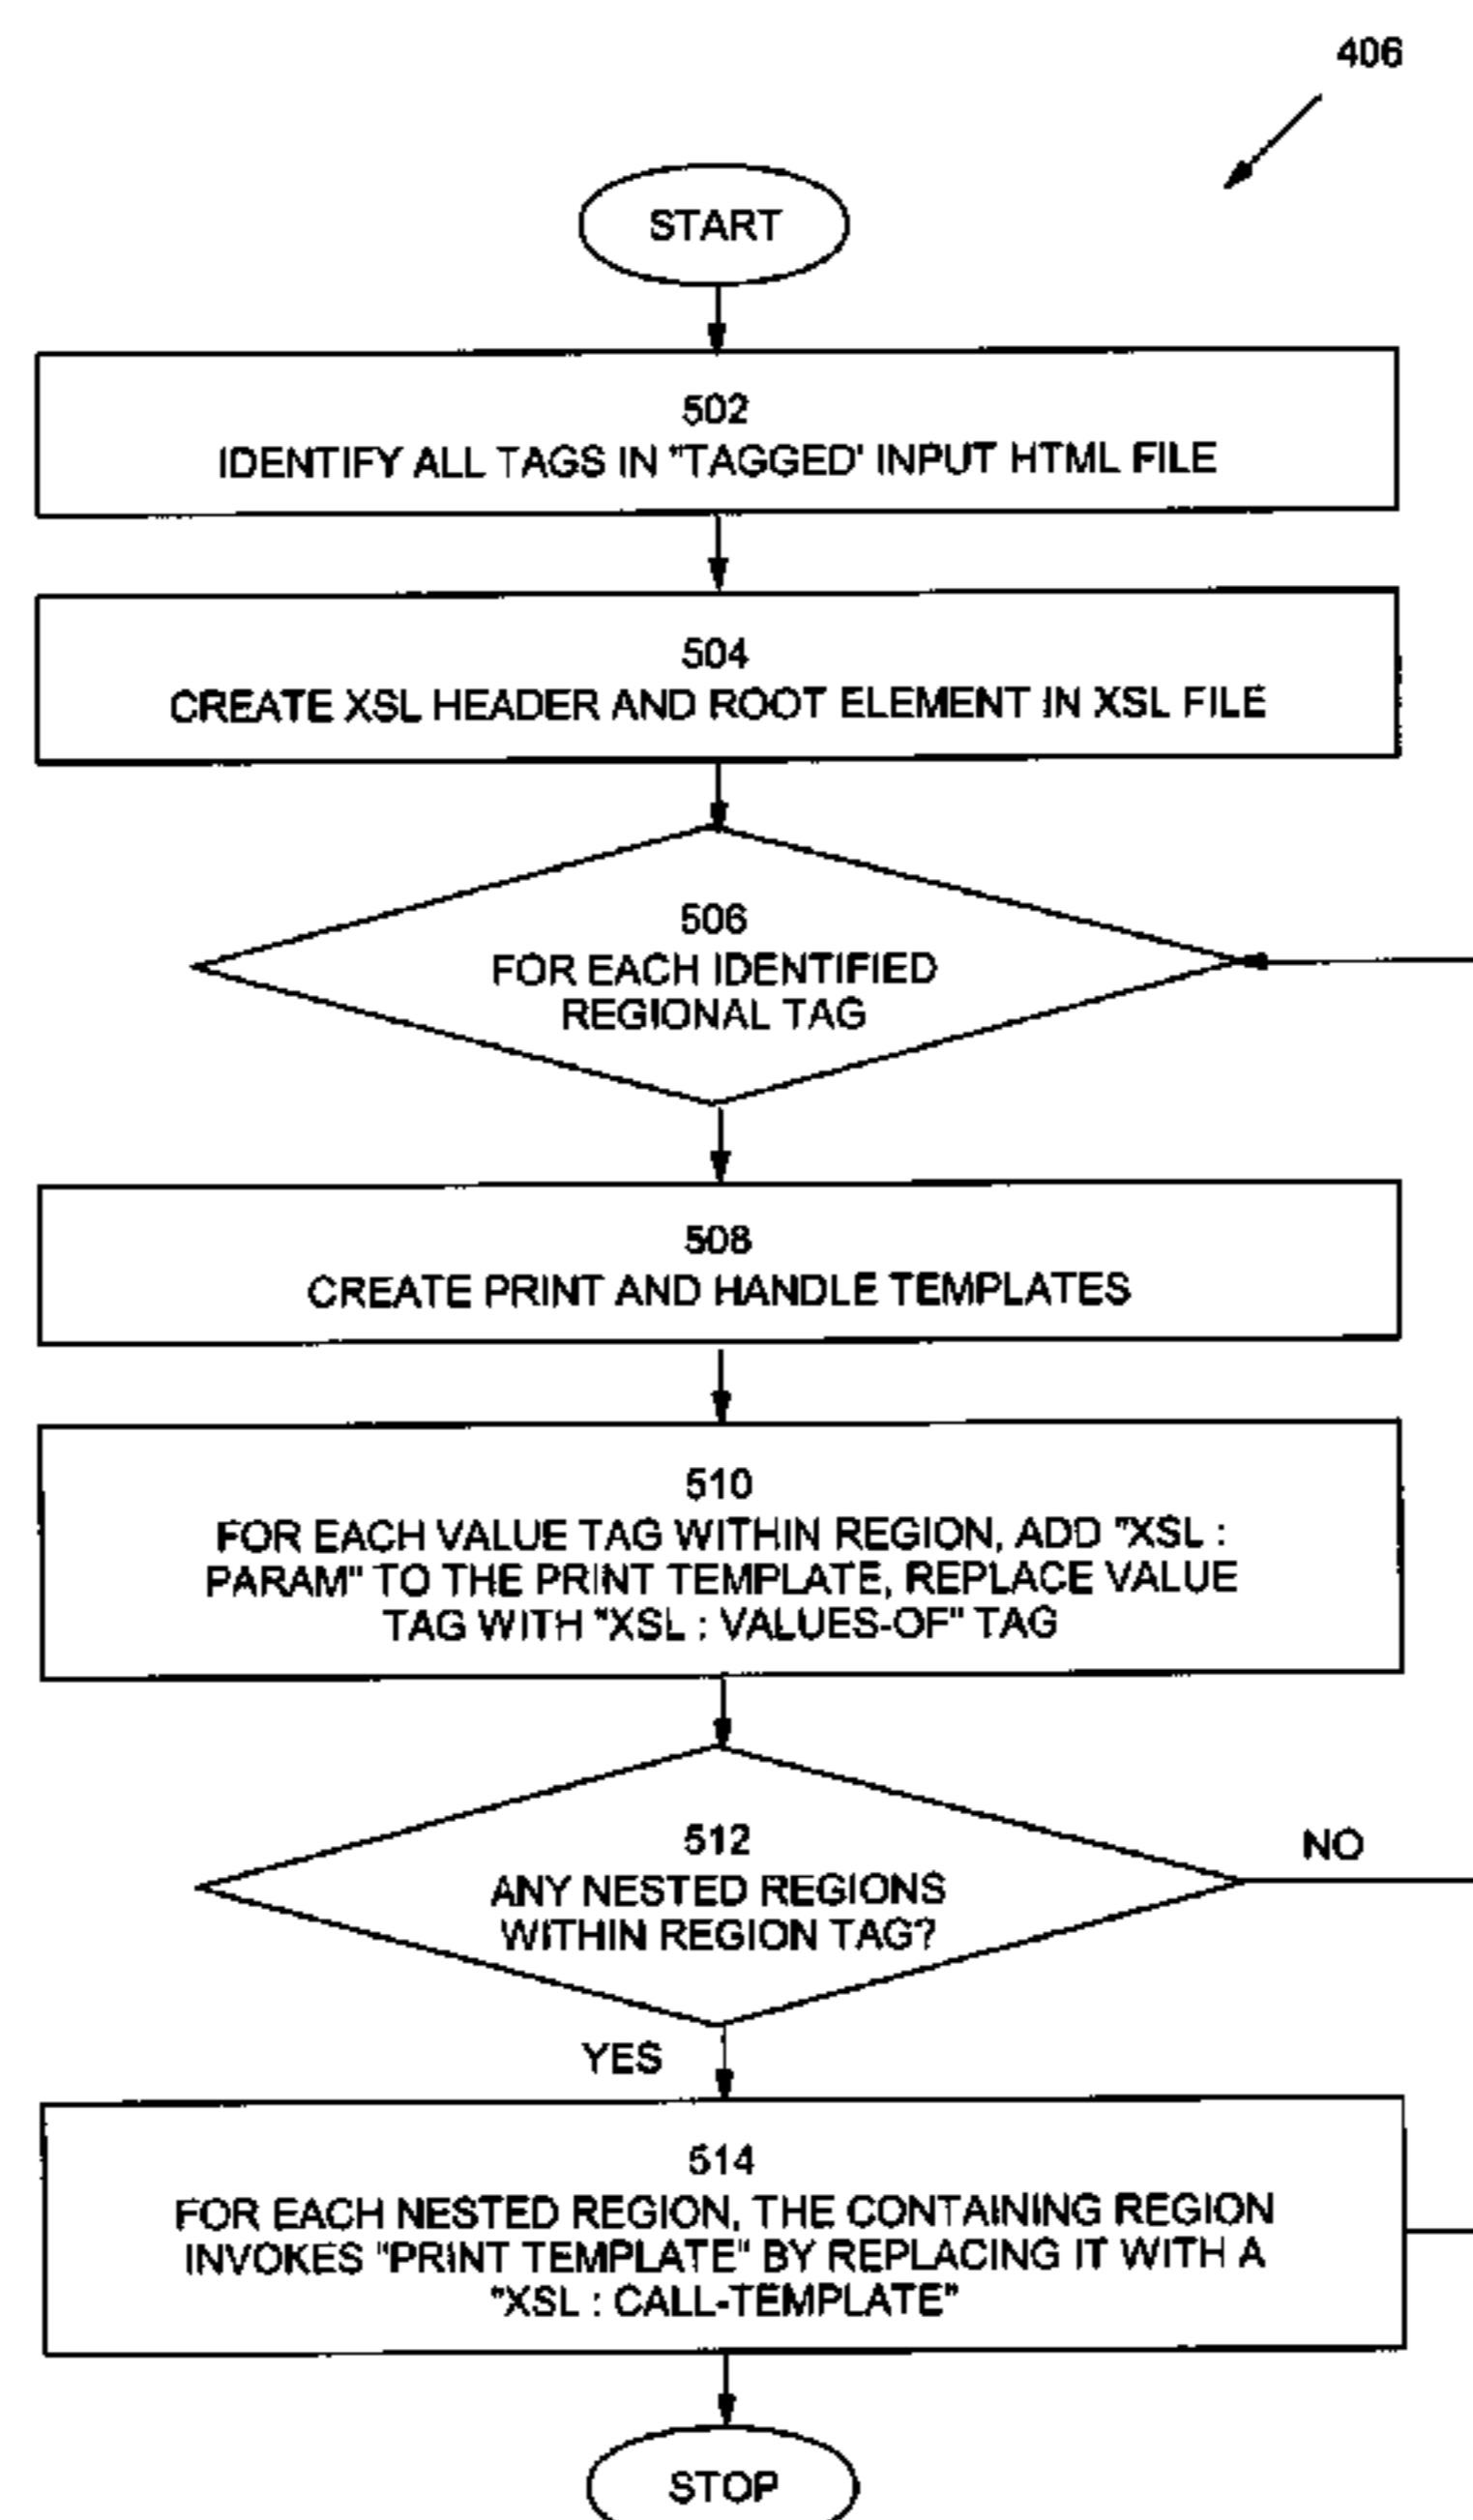 406
START
502
IDENTIFY ALL TAGS IN "TAGGED' INPUT HTML FILE
504
CREATE XSL HEADER AND ROOT ELEMENT IN XSL FILE
506
FOR EACH IDENTIFIED
REGIONAL TAG
508
CREATE PRINT AND HANDLE TEMPLATES
510
FOR EACH VALUE TAG WITHIN REGION, ADD "XSL :
PARAM" TO THE PRINT TEMPLATE, REPLACE VALUE
TAG WITH "XSL : VALUES-OF" TAG
512
ANY NESTED REGIONS
WITHIN REGION TAG?
NO
YES
514
FOR EACH NESTED REGION, THE CONTAINING REGION
INVOKES "PRINT TEMPLATE" BY REPLACING IT WITH A
"XSL : CALL-TEMPLATE"
STOP